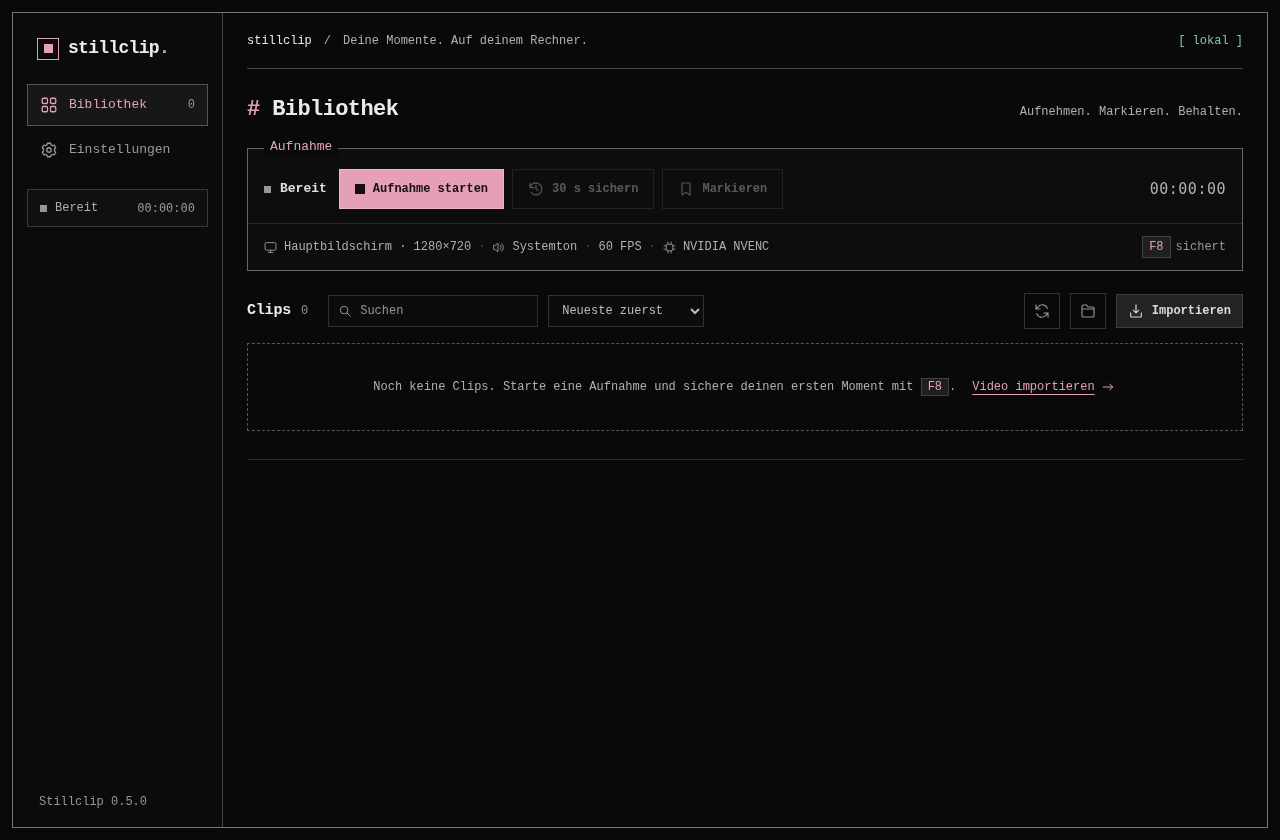 stillclip.
Bibliothek 0
Einstellungen
Bereit 00:00:00
Stillclip 0.5.0
stillclip / Deine Momente. Auf deinem Rechner. [ lokal ]
# Bibliothek
Aufnehmen. Markieren. Behalten.
Aufnahme
Bereit Aufnahme starten 30 s sichern Markieren 00:00:00
Hauptbildschirm · 1280×720 · Systemton · 60 FPS · NVIDIA NVENC F8 sichert
Clips 0 Suchen Neueste zuerst Importieren
Noch keine Clips. Starte eine Aufnahme und sichere deinen ersten Moment mit F8. Video importieren →